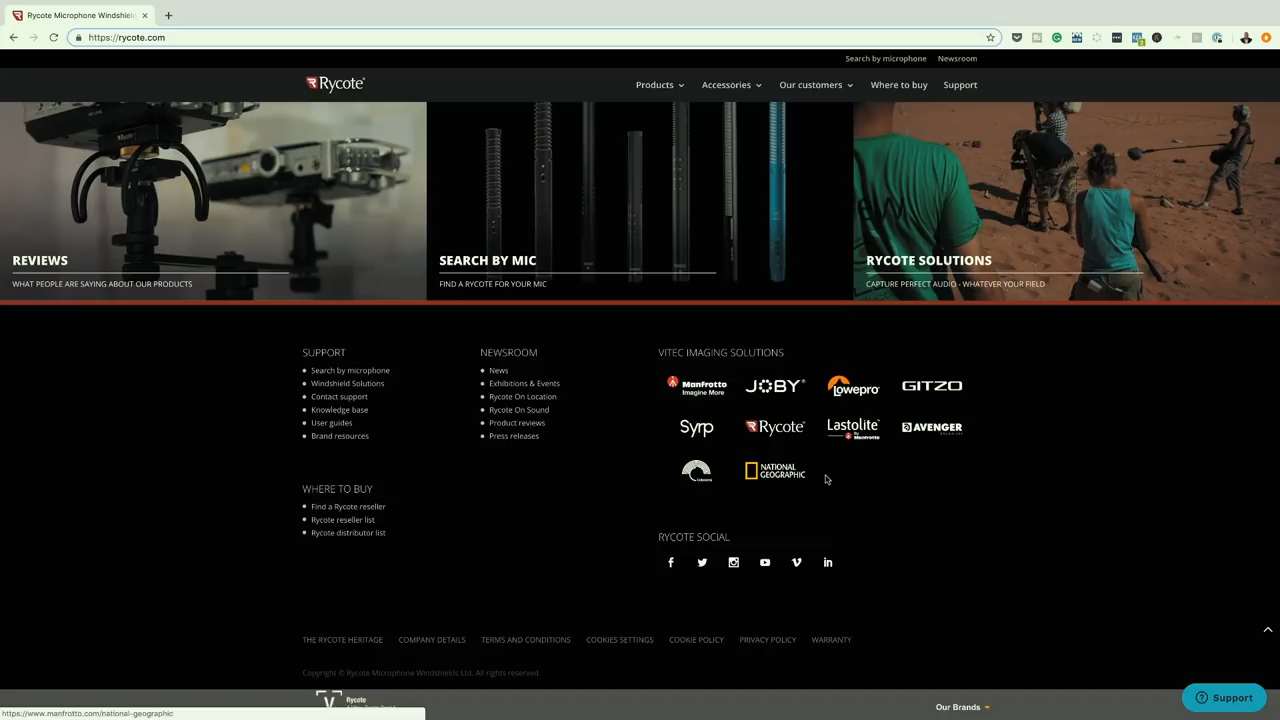 Rycote Microphone Windshield
https://rycote.com
Search by microphone
Newsroom
Rycote
Products
Accessories
Our customers
Where to buy
Support
REVIEWS
WHAT PEOPLE ARE SAYING ABOUT OUR PRODUCTS
SEARCH BY MIC
FIND A RYCOTE FOR YOUR MIC
RYCOTE SOLUTIONS
CAPTURE PERFECT AUDIO - WHATEVER YOUR FIELD
SUPPORT
Search by microphone
Windshield Solutions
Contact support
Knowledge base
User guides
Brand resources
WHERE TO BUY
Find a Rycote reseller
Rycote reseller list
Rycote distributor list
NEWSROOM
News
Exhibitions & Events
Rycote On Location
Rycote On Sound
Product reviews
Press releases
VITEC IMAGING SOLUTIONS
Manfrotto
Imagine More
JOBY
Lowepro
GITZO
Syrp
Rycote
Lastolite
by Manfrotto
AVENGER
Colorama
NATIONAL
GEOGRAPHIC
RYCOTE SOCIAL
THE RYCOTE HERITAGE
COMPANY DETAILS
TERMS AND CONDITIONS
COOKIES SETTINGS
COOKIE POLICY
PRIVACY POLICY
WARRANTY
Copyright © Rycote Microphone Windshields Ltd. All rights reserved.
Rycote
Our Brands
Support
https://www.manfrotto.com/national-geographic